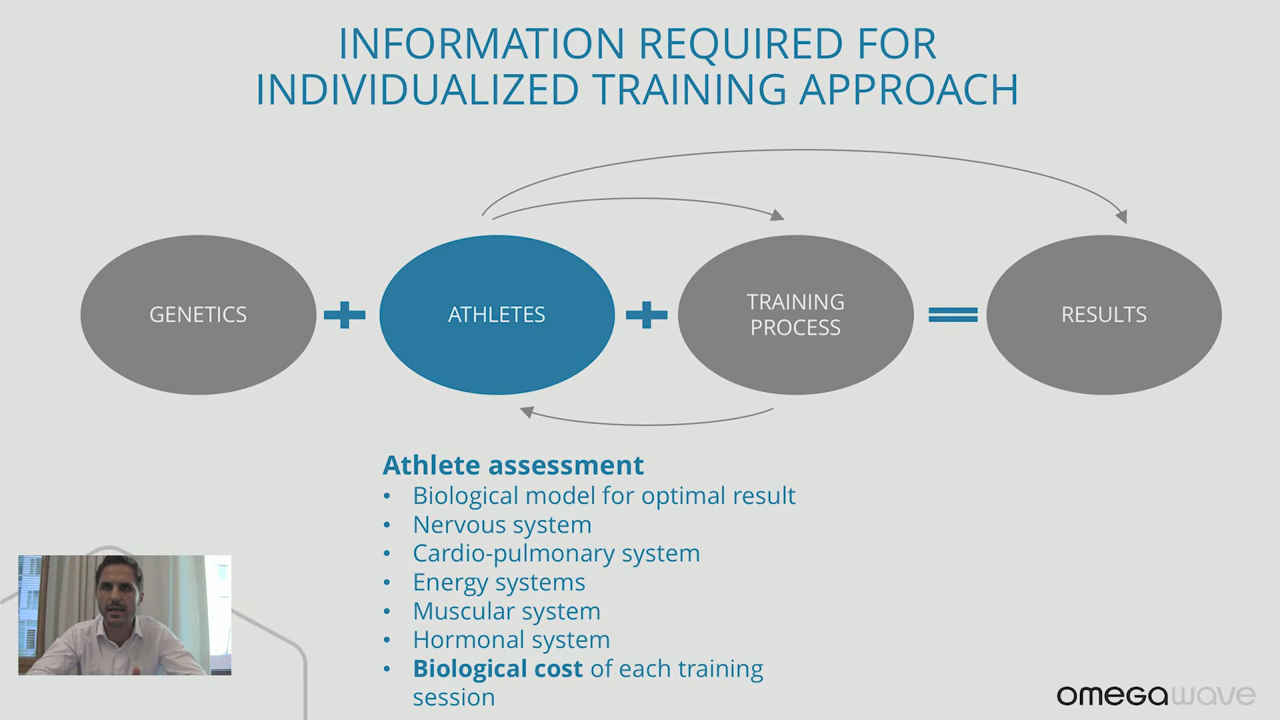 INFORMATION REQUIRED FOR
INDIVIDUALIZED TRAINING APPROACH
GENETICS
ATHLETES
TRAINING
PROCESS
RESULTS
Athlete assessment
• Biological model for optimal result
• Nervous system
• Cardio-pulmonary system
• Energy systems
• Muscular system
• Hormonal system
• Biological cost of each training
session
omegawave